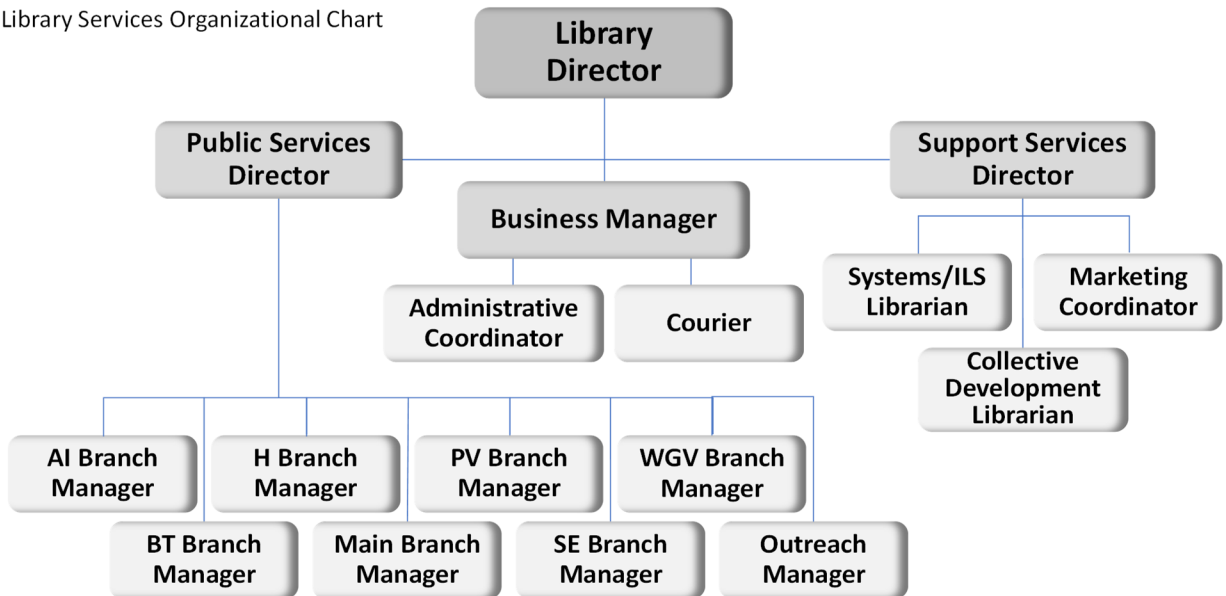 Library Services Organizational Chart
Library
Director
Public Services
Director
Support Services
Director
Business Manager
Systems/ILS
Librarian
Marketing
Coordinator
Administrative
Coordinator
Courier
Collective
Development
Librarian
AI Branch
Manager
H Branch
Manager
PV Branch
Manager
WGV Branch
Manager
BT Branch
Manager
Main Branch
Manager
SE Branch
Manager
Outreach
Manager